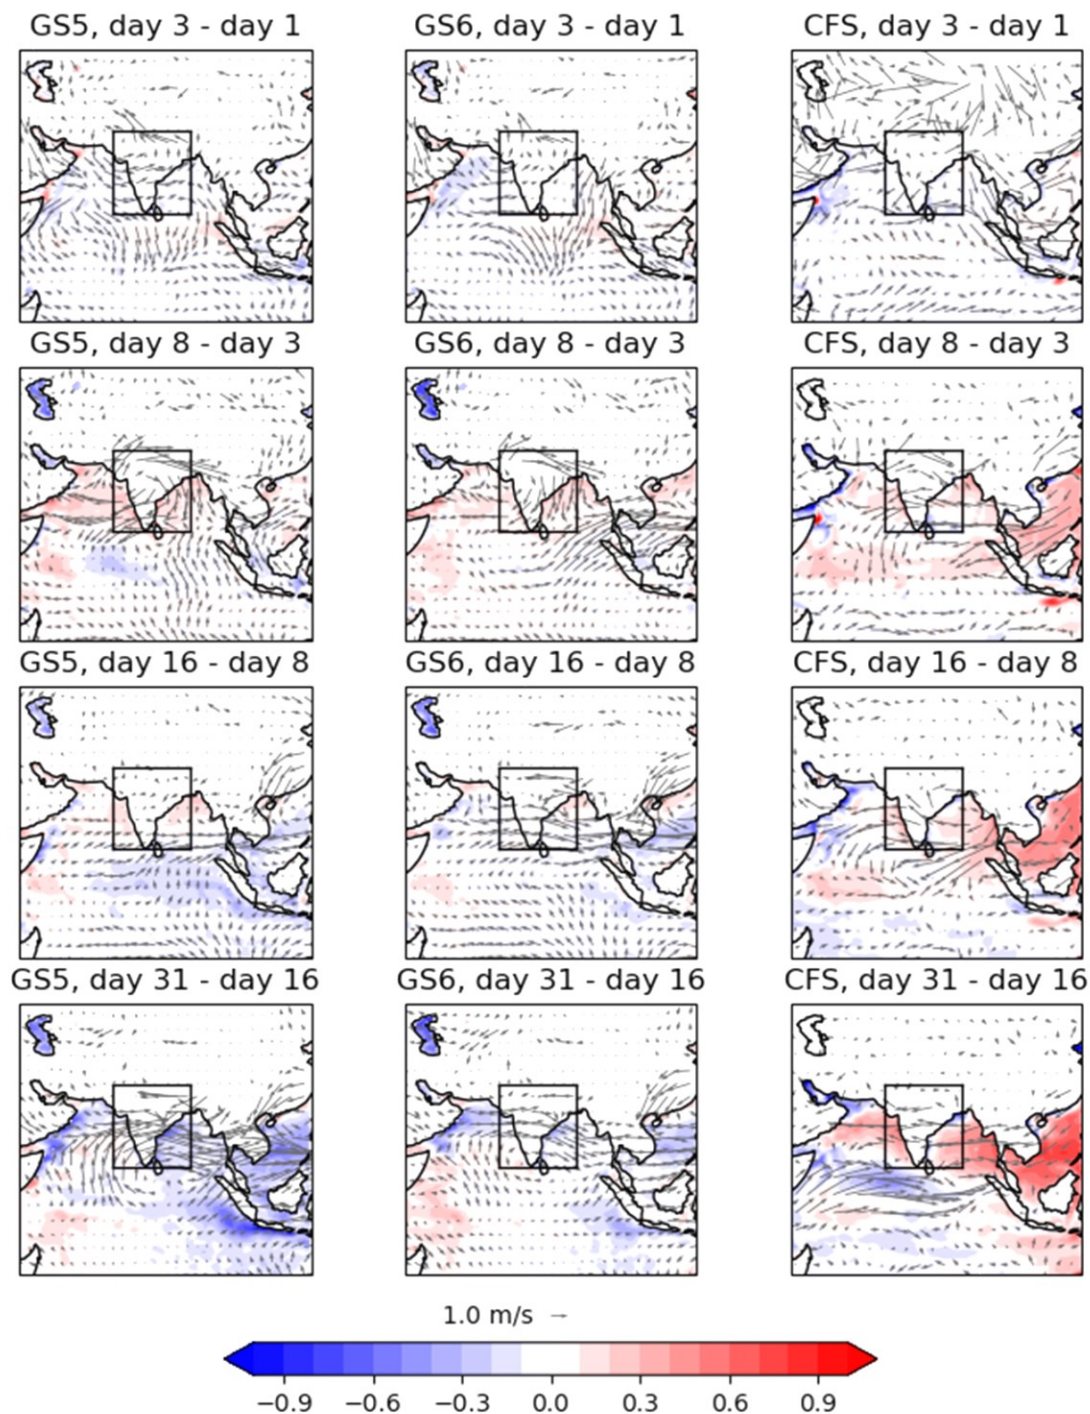 GS5, day 3 - day 1
GS6, day 3 - day 1
CFS, day 3 - day 1
GS5, day 8 - day 3
GS6, day 8 - day 3
CFS, day 8 - day 3
GS5, day 16 - day 8
GS6, day 16 - day 8
CFS, day 16 - day 8
GS5, day 31 - day 16
GS6, day 31 - day 16
CFS, day 31 - day 16
1.0 m/s
−0.9 −0.6 −0.3 0.0 0.3 0.6 0.9